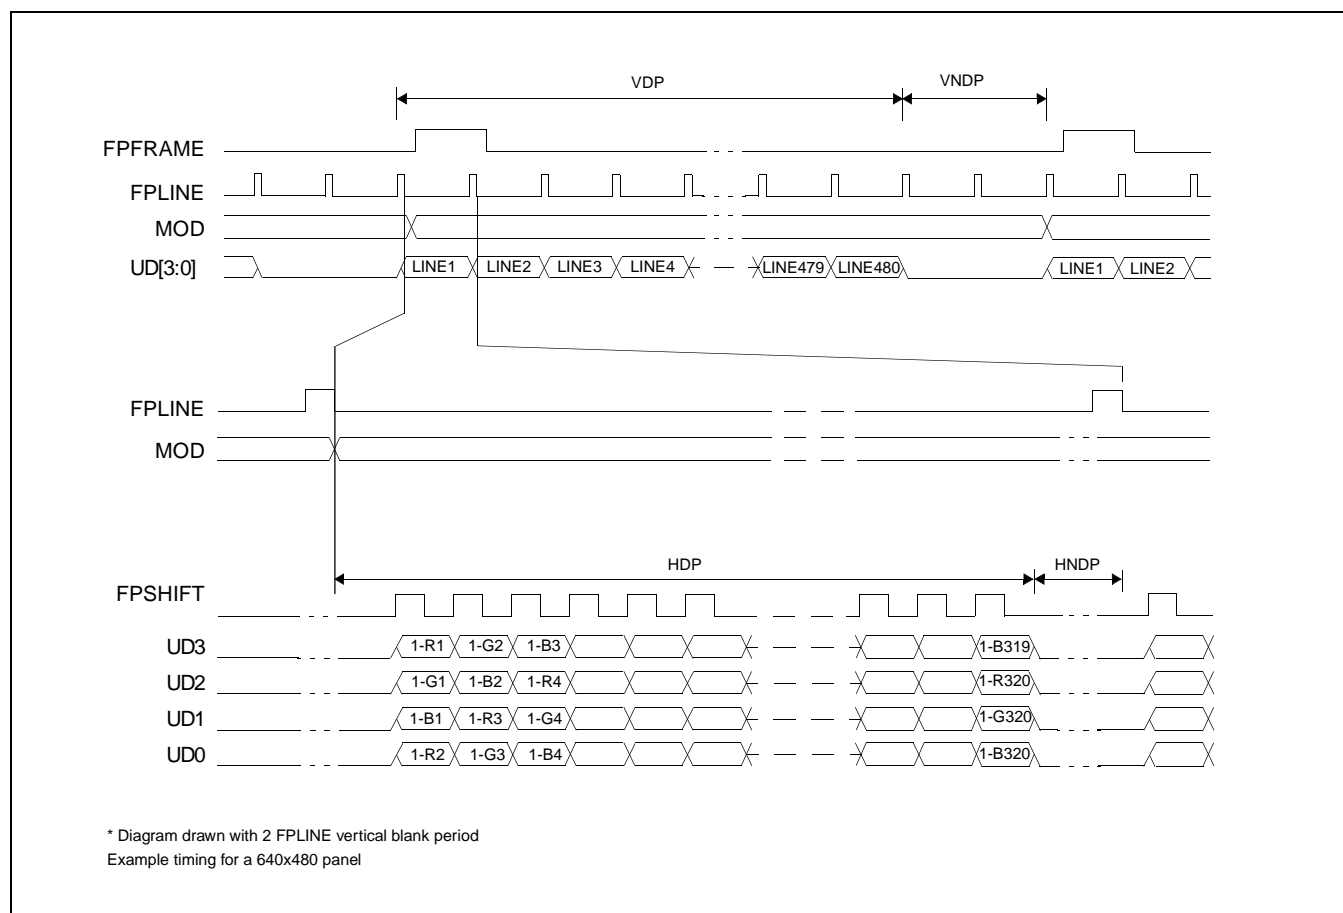 VDP VNDP
FPFRAME
FPLINE
MOD
UD[3:0] LINE1 LINE2 LINE3 LINE4 LINE479 LINE480 LINE1 LINE2
FPLINE
MOD
HDP HNDP
FPSHIFT
UD3 1-R1 1-G2 1-B3 1-B319
UD2 1-G1 1-B2 1-R4 1-R320
UD1 1-B1 1-R3 1-G4 1-G320
UD0 1-R2 1-G3 1-B4 1-B320
* Diagram drawn with 2 FPLINE vertical blank period
Example timing for a 640x480 panel